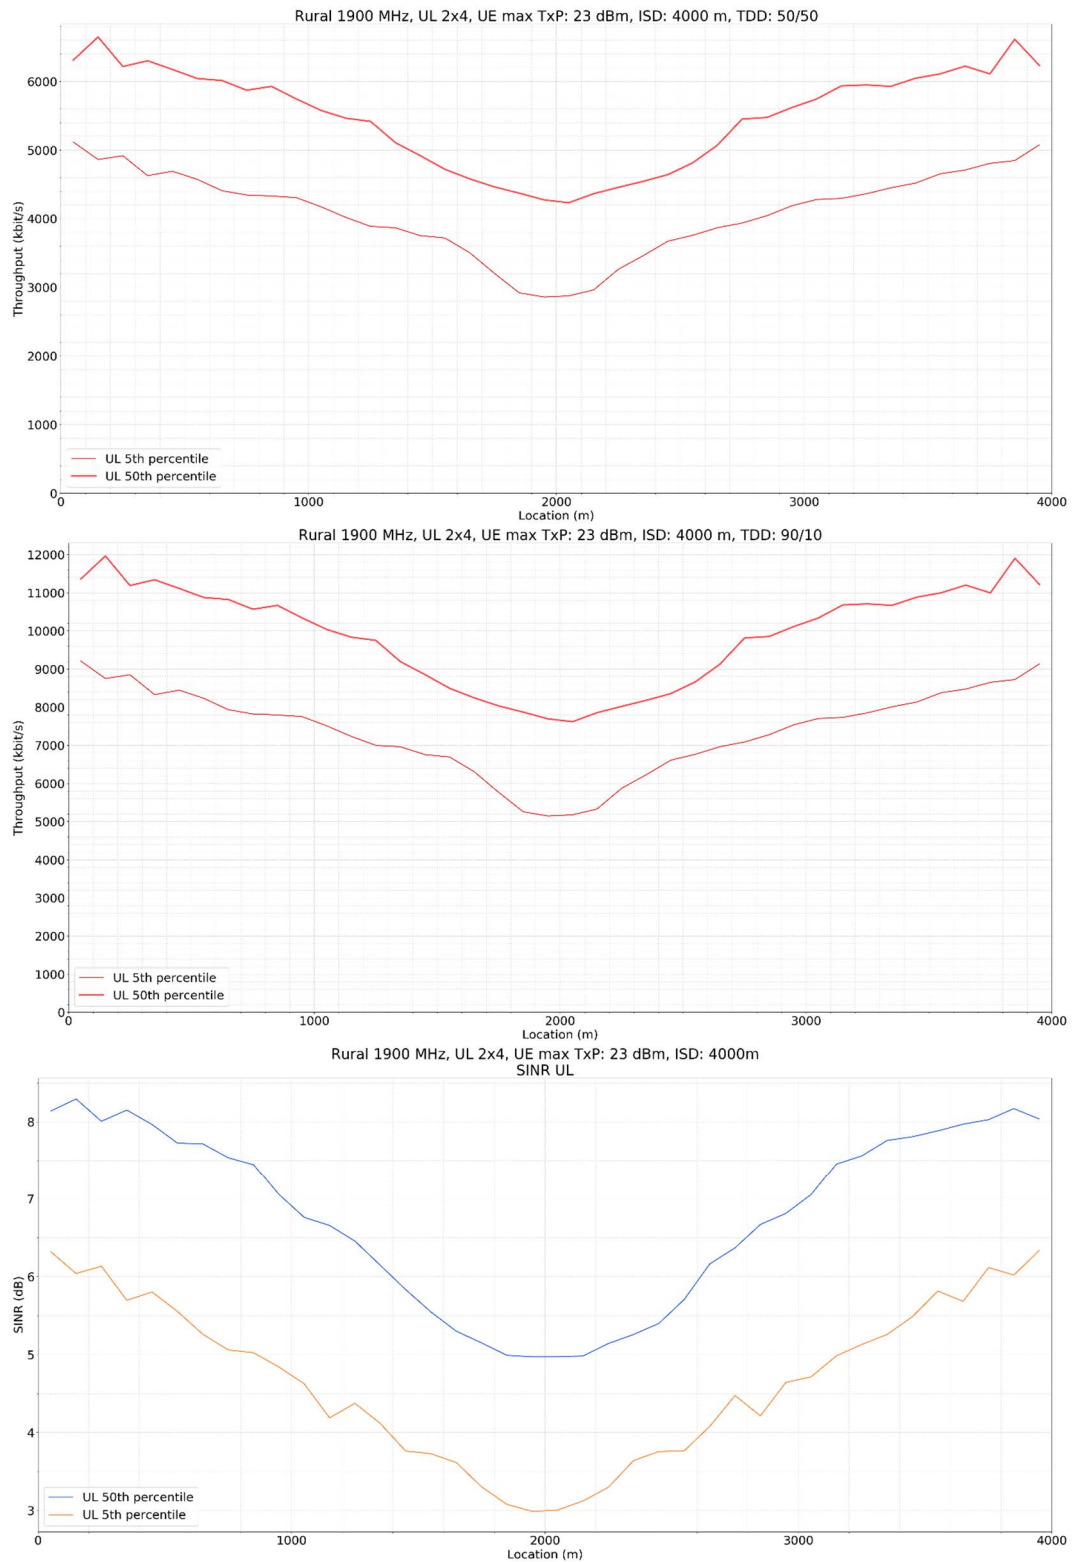 Rural 1900 MHz, UL 2x4, UE max TxP: 23 dBm, ISD: 4000 m, TDD: 50/50
Throughput (kbit/s)
6000
5000
4000
3000
2000
1000
0
UL 5th percentile
UL 50th percentile
0 1000 2000 3000 4000
Location (m)
Rural 1900 MHz, UL 2x4, UE max TxP: 23 dBm, ISD: 4000 m, TDD: 90/10
Throughput (kbit/s)
12000
11000
10000
9000
8000
7000
6000
5000
4000
3000
2000
1000
0
UL 5th percentile
UL 50th percentile
0 1000 2000 3000 4000
Location (m)
Rural 1900 MHz, UL 2x4, UE max TxP: 23 dBm, ISD: 4000m
SINR UL
SINR (dB)
8
7
6
5
4
3
UL 50th percentile
UL 5th percentile
0 1000 2000 3000 4000
Location (m)